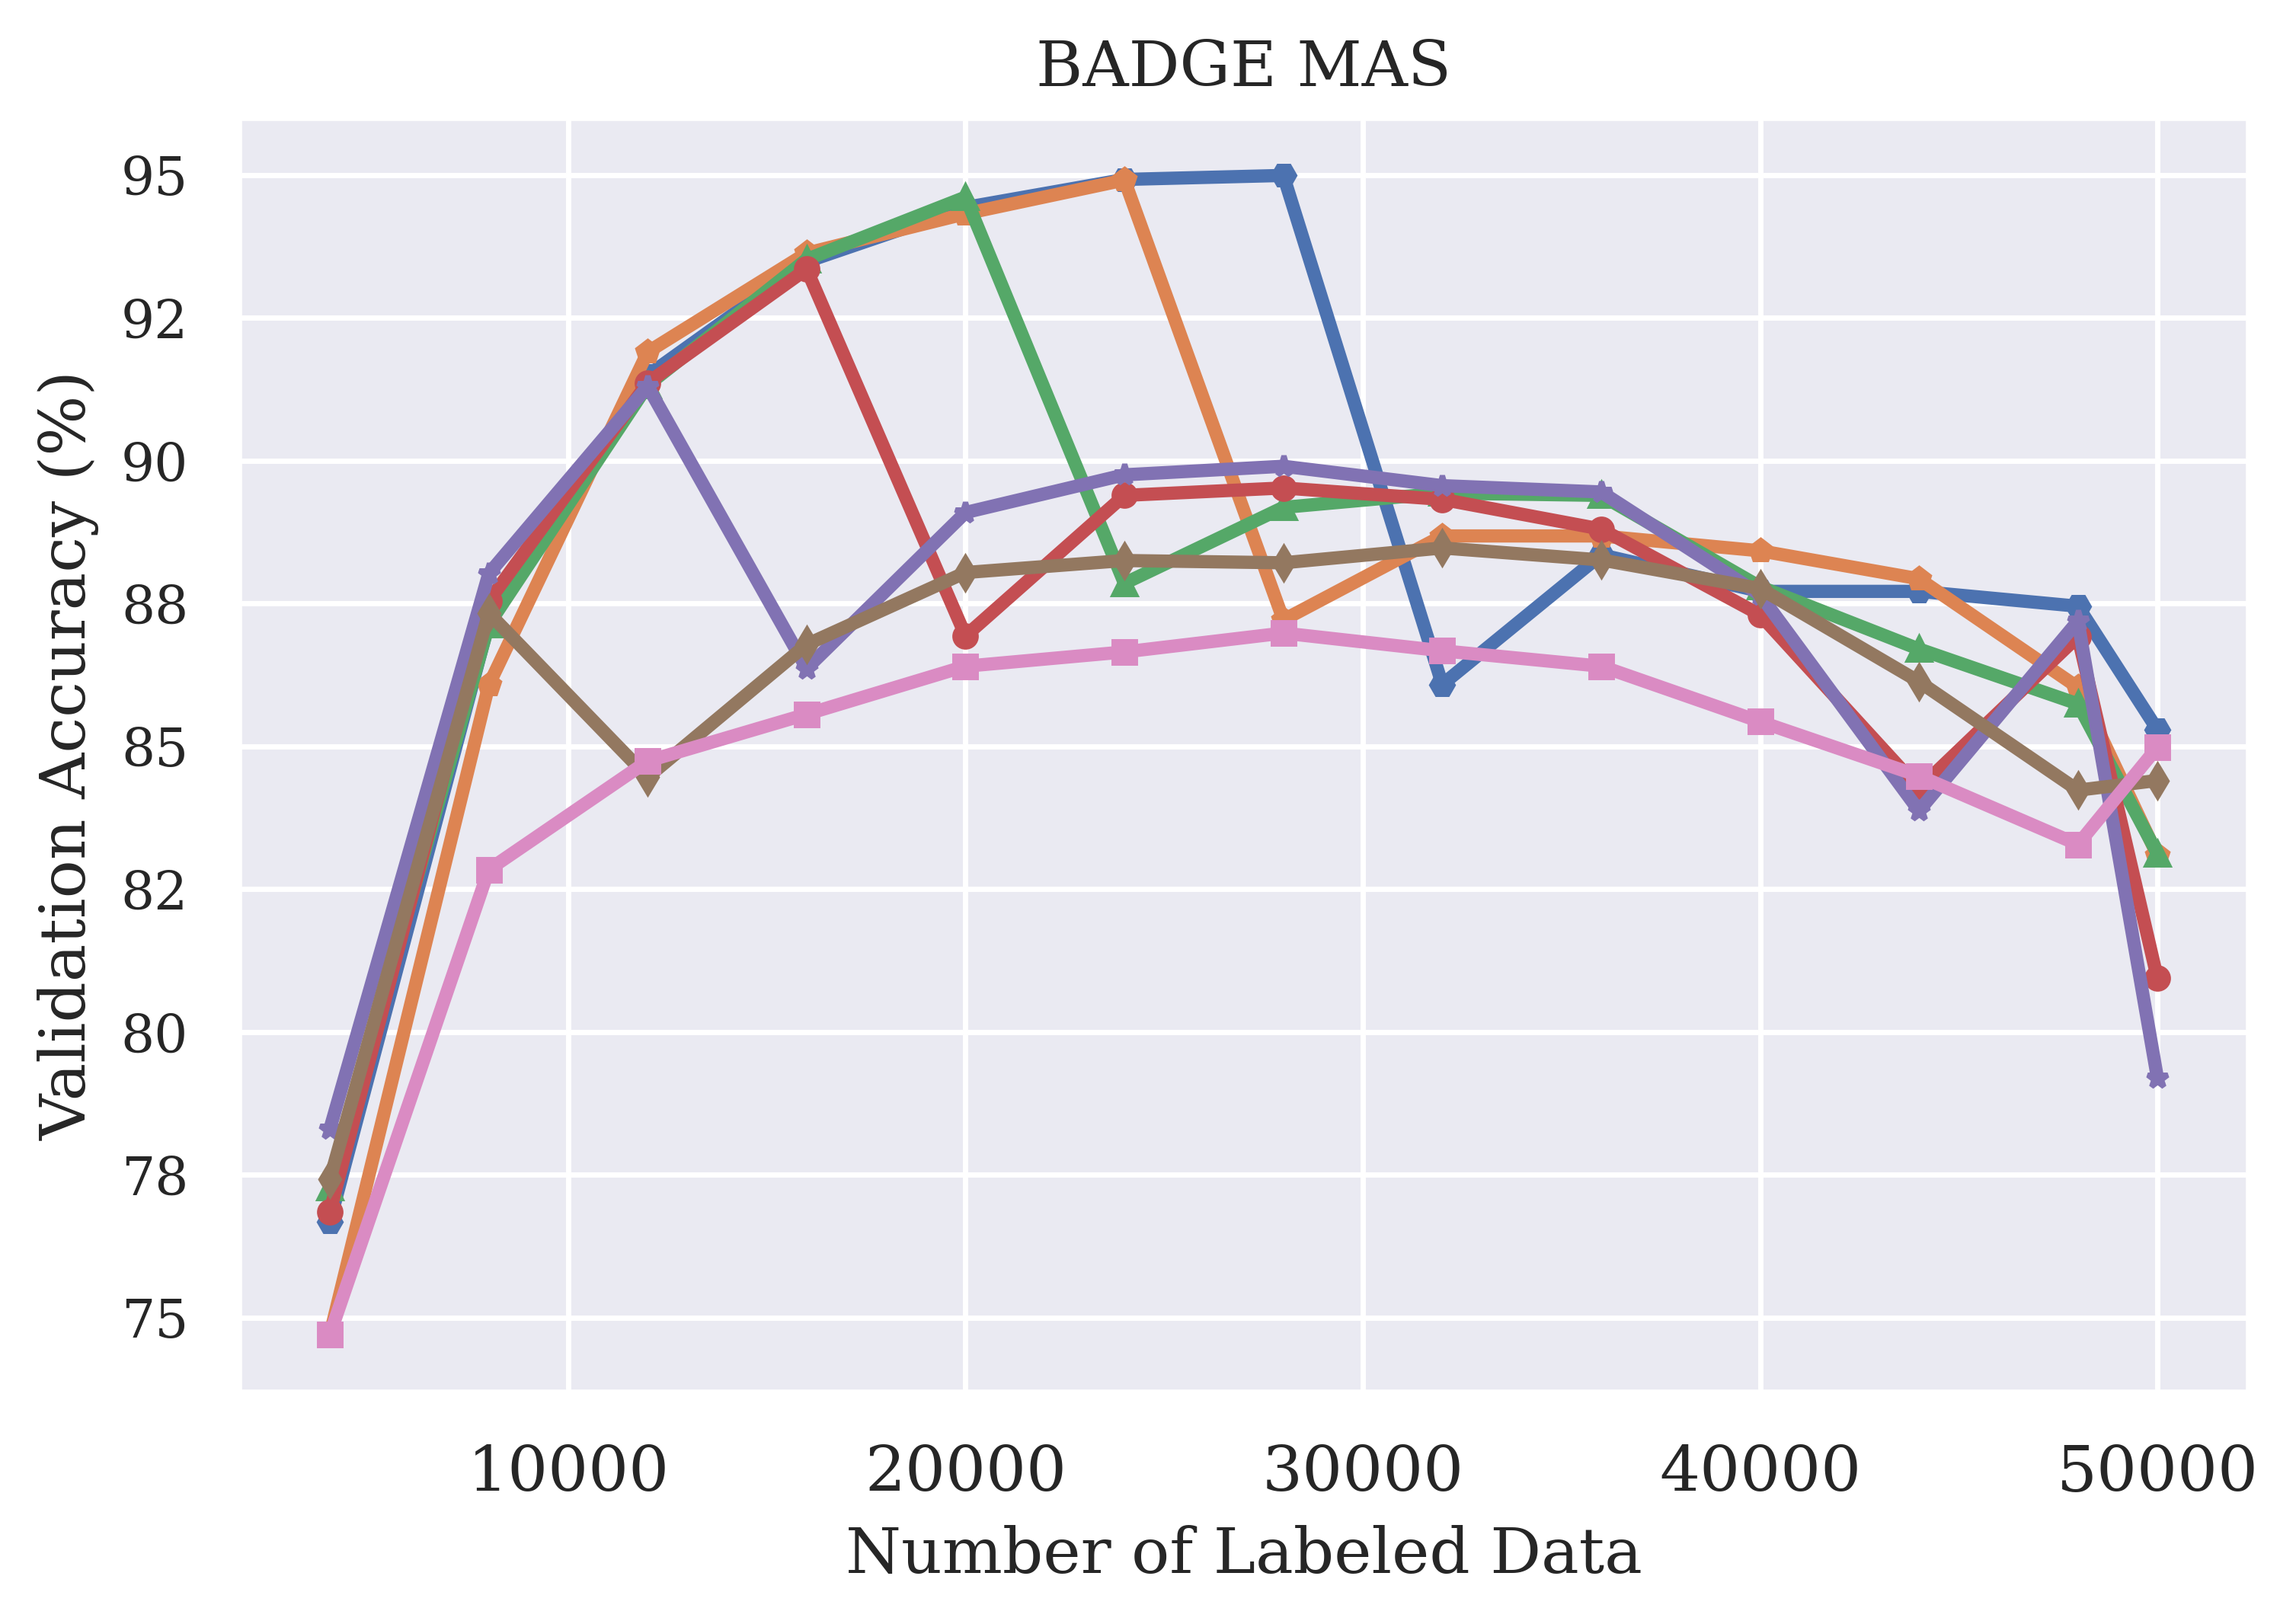 BADGE MAS
Validation Accuracy (%)
95
92
90
88
85
82
80
78
75
10000 20000 30000 40000 50000
Number of Labeled Data